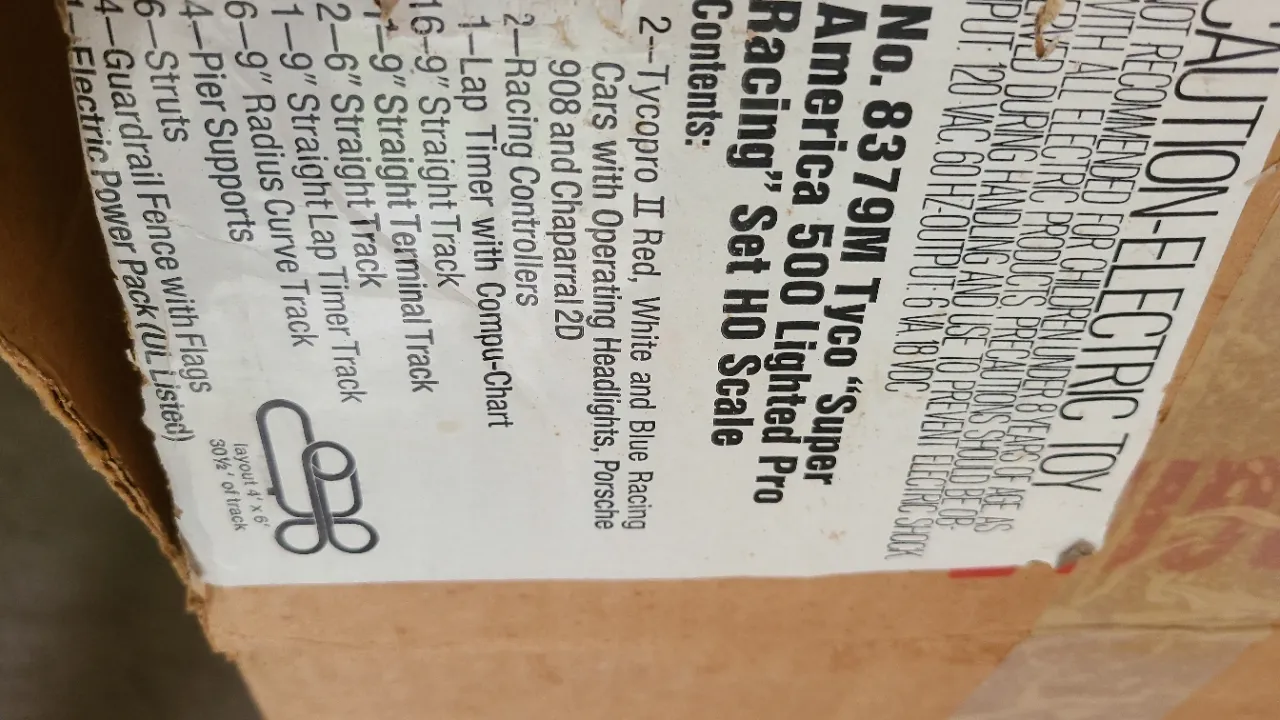 CAUTION-ELECTRIC TOY
NOT RECOMMENDED FOR CHILDREN UNDER 8 YEARS OF AGE. AS
WITH ALL ELECTRIC PRODUCTS, PRECAUTIONS SHOULD BE OB-
ERVED DURING HANDLING AND USE TO PREVENT ELECTRIC SHOCK.
PUT: 120 VAC, 60 HZ-OUTPUT: 6 VA, 18 VDC
No. 8379M Tyco “Super
America 500 Lighted Pro
Racing” Set HO Scale
Contents:
2—Tycopro II Red, White and Blue Racing
Cars with Operating Headlights, Porsche
908 and Chaparral 2D
2—Racing Controllers
1—Lap Timer with Compu-Chart
16—9″ Straight Track
1—9″ Straight Terminal Track
2—6″ Straight Track
1—9″ Straight Lap Timer Track
6—9″ Radius Curve Track
4—Pier Supports
6—Struts
4—Guardrail Fence with Flags
1—Electric Power Pack (UL Listed)
layout 4' x 6'
30½' of track